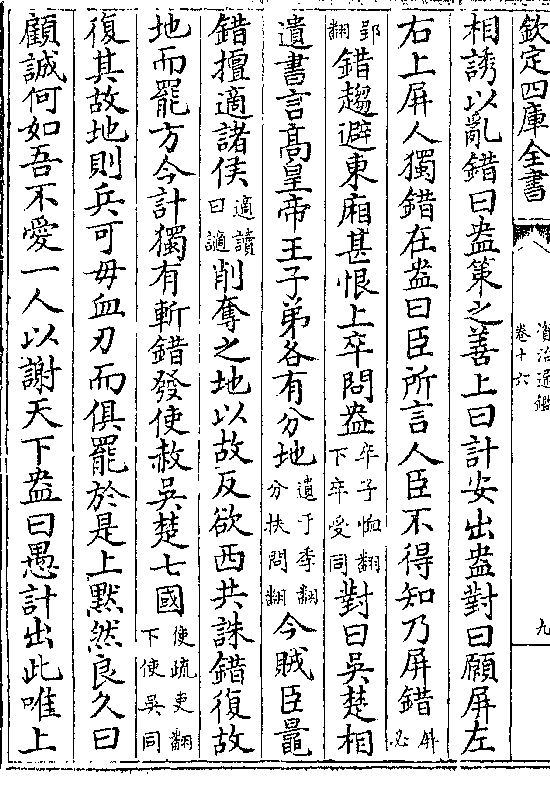 欽定四庫全書
資治通鑑
卷十六
九
相誘以亂錯曰盎策之善上曰計安出盎對曰願屏左
右上屏人獨錯在盎曰臣所言人臣不得知乃屏錯屏必
郢翻錯趨避東廂甚恨上卒問盎卒子恤翻下卒受同對曰吳楚相
遺書言高皇帝王子弟各有分地遺于季翻分扶問翻今賊臣鼂
錯擅適諸侯適讀曰謫削奪之地以故反欲西共誅錯復故
地而罷方今計獨有斬錯發使赦吳楚七國使疏吏翻下使吳同
復其故地則兵可毋血刃而俱罷於是上默然良久曰
顧誠何如吾不愛一人以謝天下盎曰愚計出此唯上